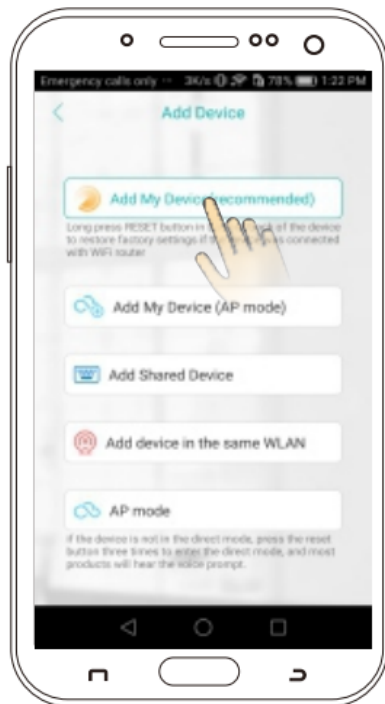 Emergency calls only ··· 3K/s 78% 1:22 PM
Add Device
Add My Device(recommended)
Long press RESET button in of the device
to restore factory settings if connected
with WiFi router
Add My Device (AP mode)
Add Shared Device
Add device in the same WLAN
AP mode
If the device is not in the direct mode, press the reset
button three times to enter the direct mode, and most
products will hear the voice prompt.